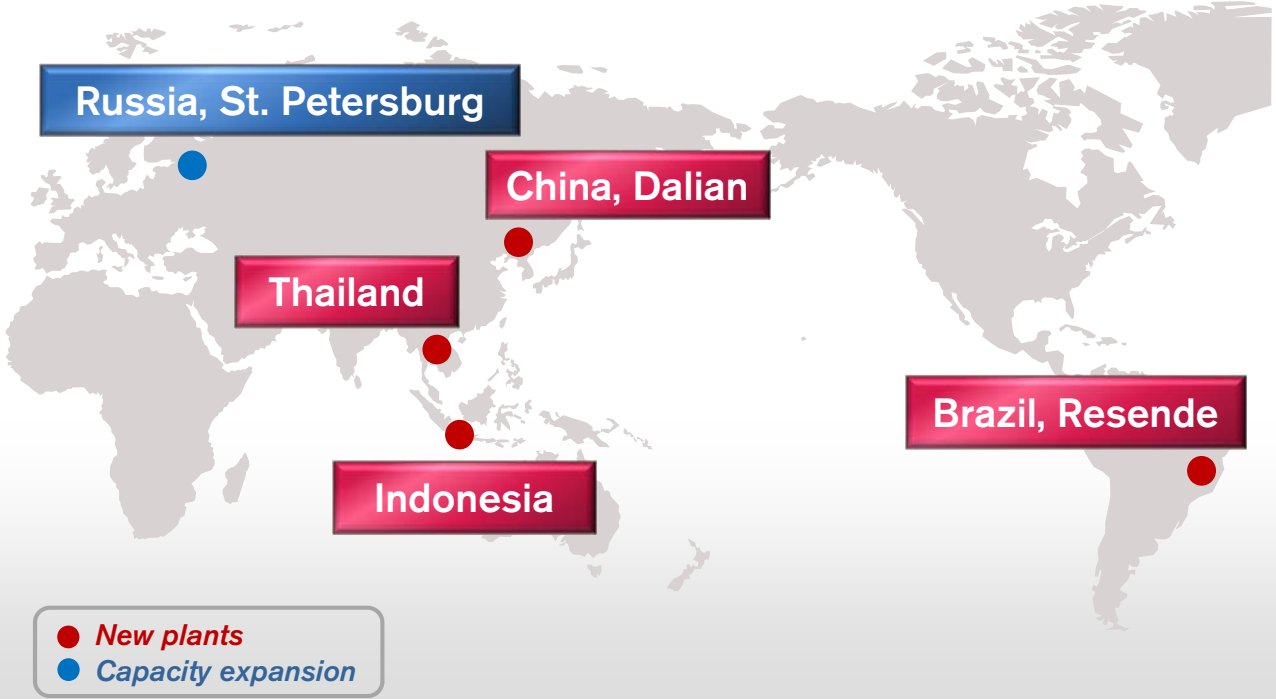 Russia, St. Petersburg
China, Dalian
Thailand
Brazil, Resende
Indonesia
New plants
Capacity expansion